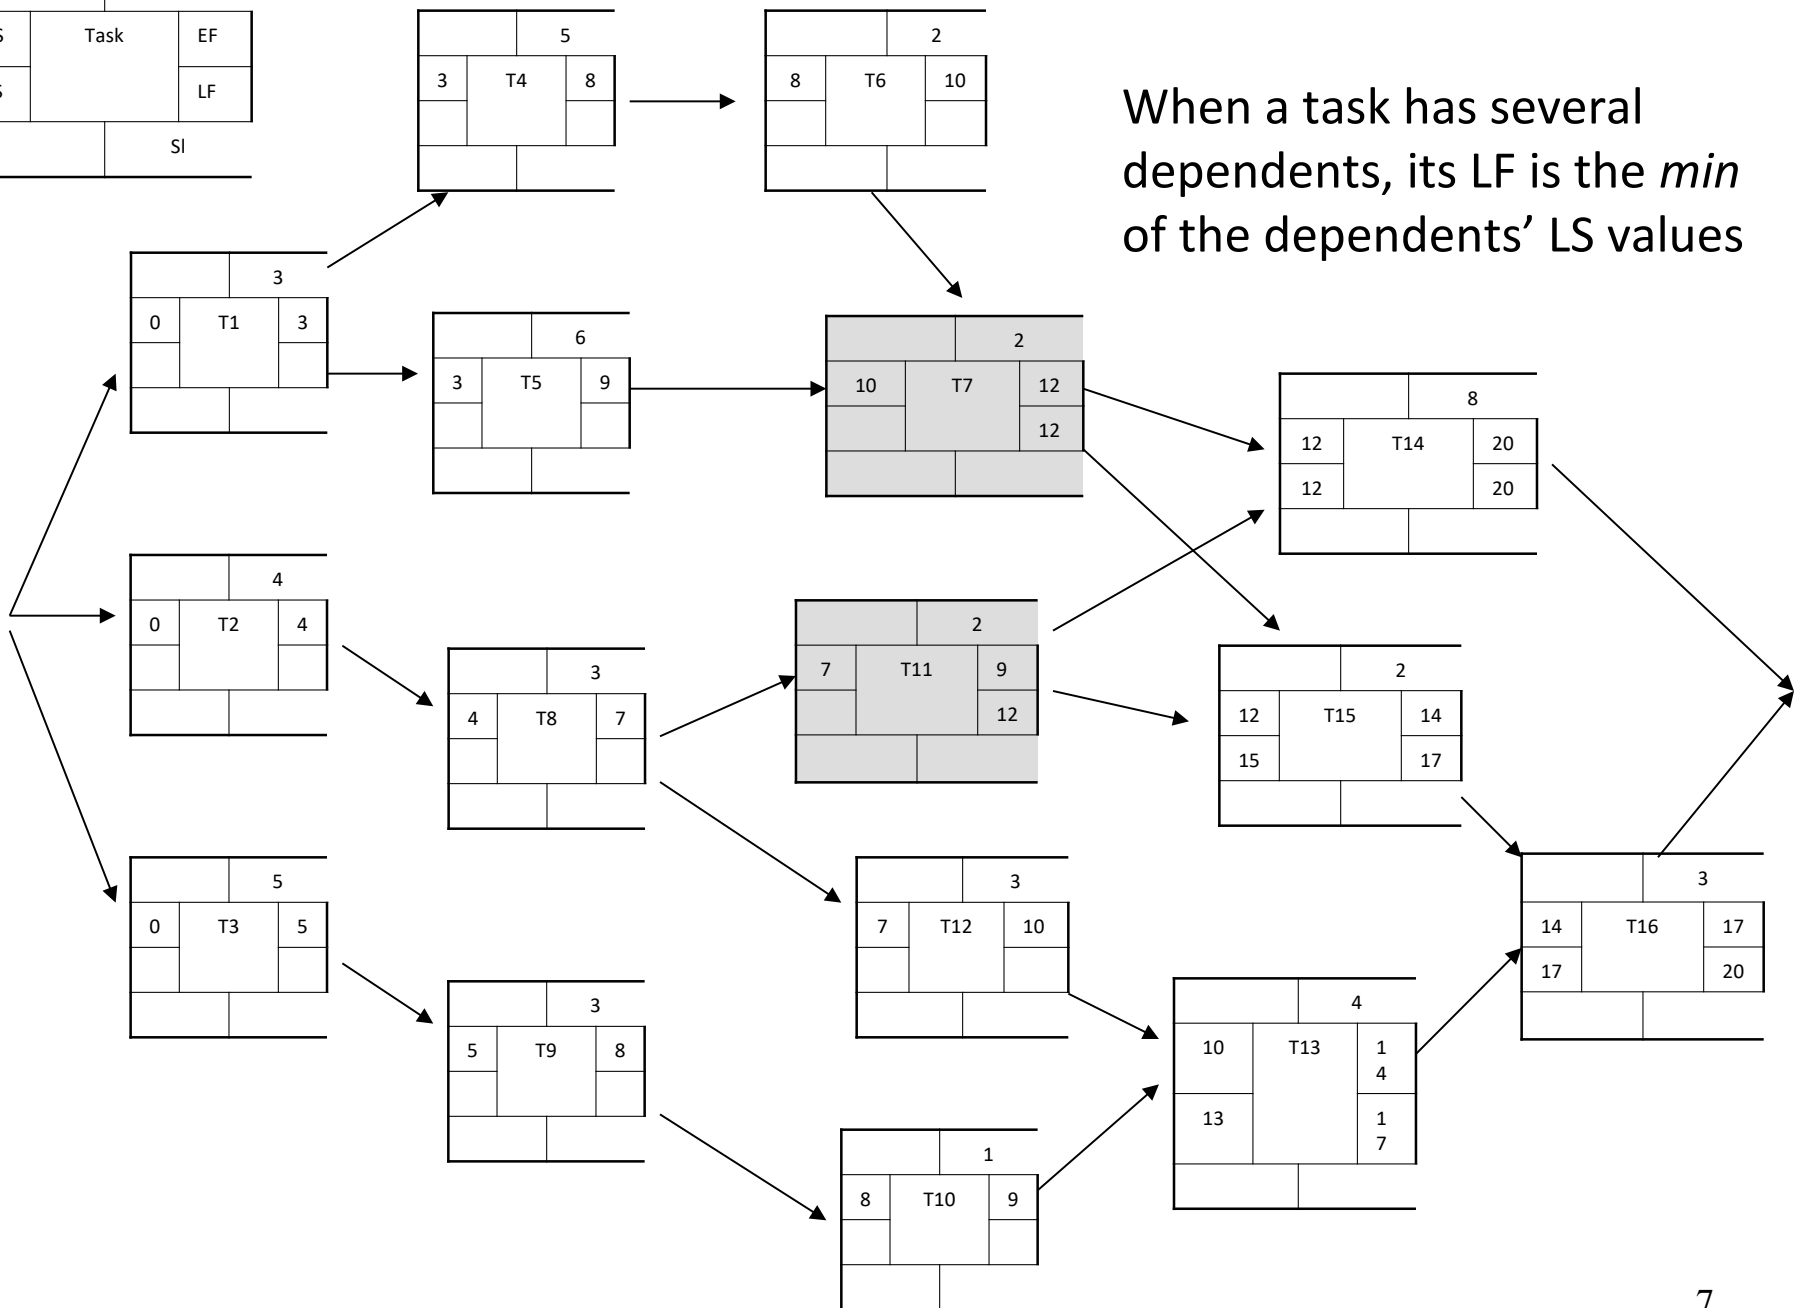 S Task EF
S LF
Sl
5
3 T4 8
2
8 T6 10
When a task has several
dependents, its LF is the min
of the dependents’ LS values
3
0 T1 3
6
3 T5 9
2
10 T7 12
12
8
12 T14 20
12 20
4
0 T2 4
3
4 T8 7
2
7 T11 9
12
2
12 T15 14
15 17
5
0 T3 5
3
5 T9 8
3
7 T12 10
4
10 T13 1
4
13 1
7
3
14 T16 17
17 20
1
8 T10 9
7